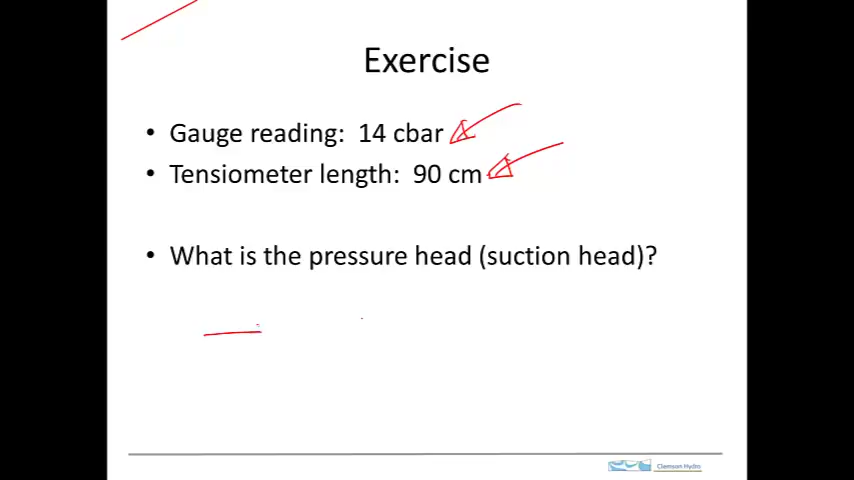 Exercise
• Gauge reading: 14 cbar
• Tensiometer length: 90 cm
• What is the pressure head (suction head)?
Clemson Hydro